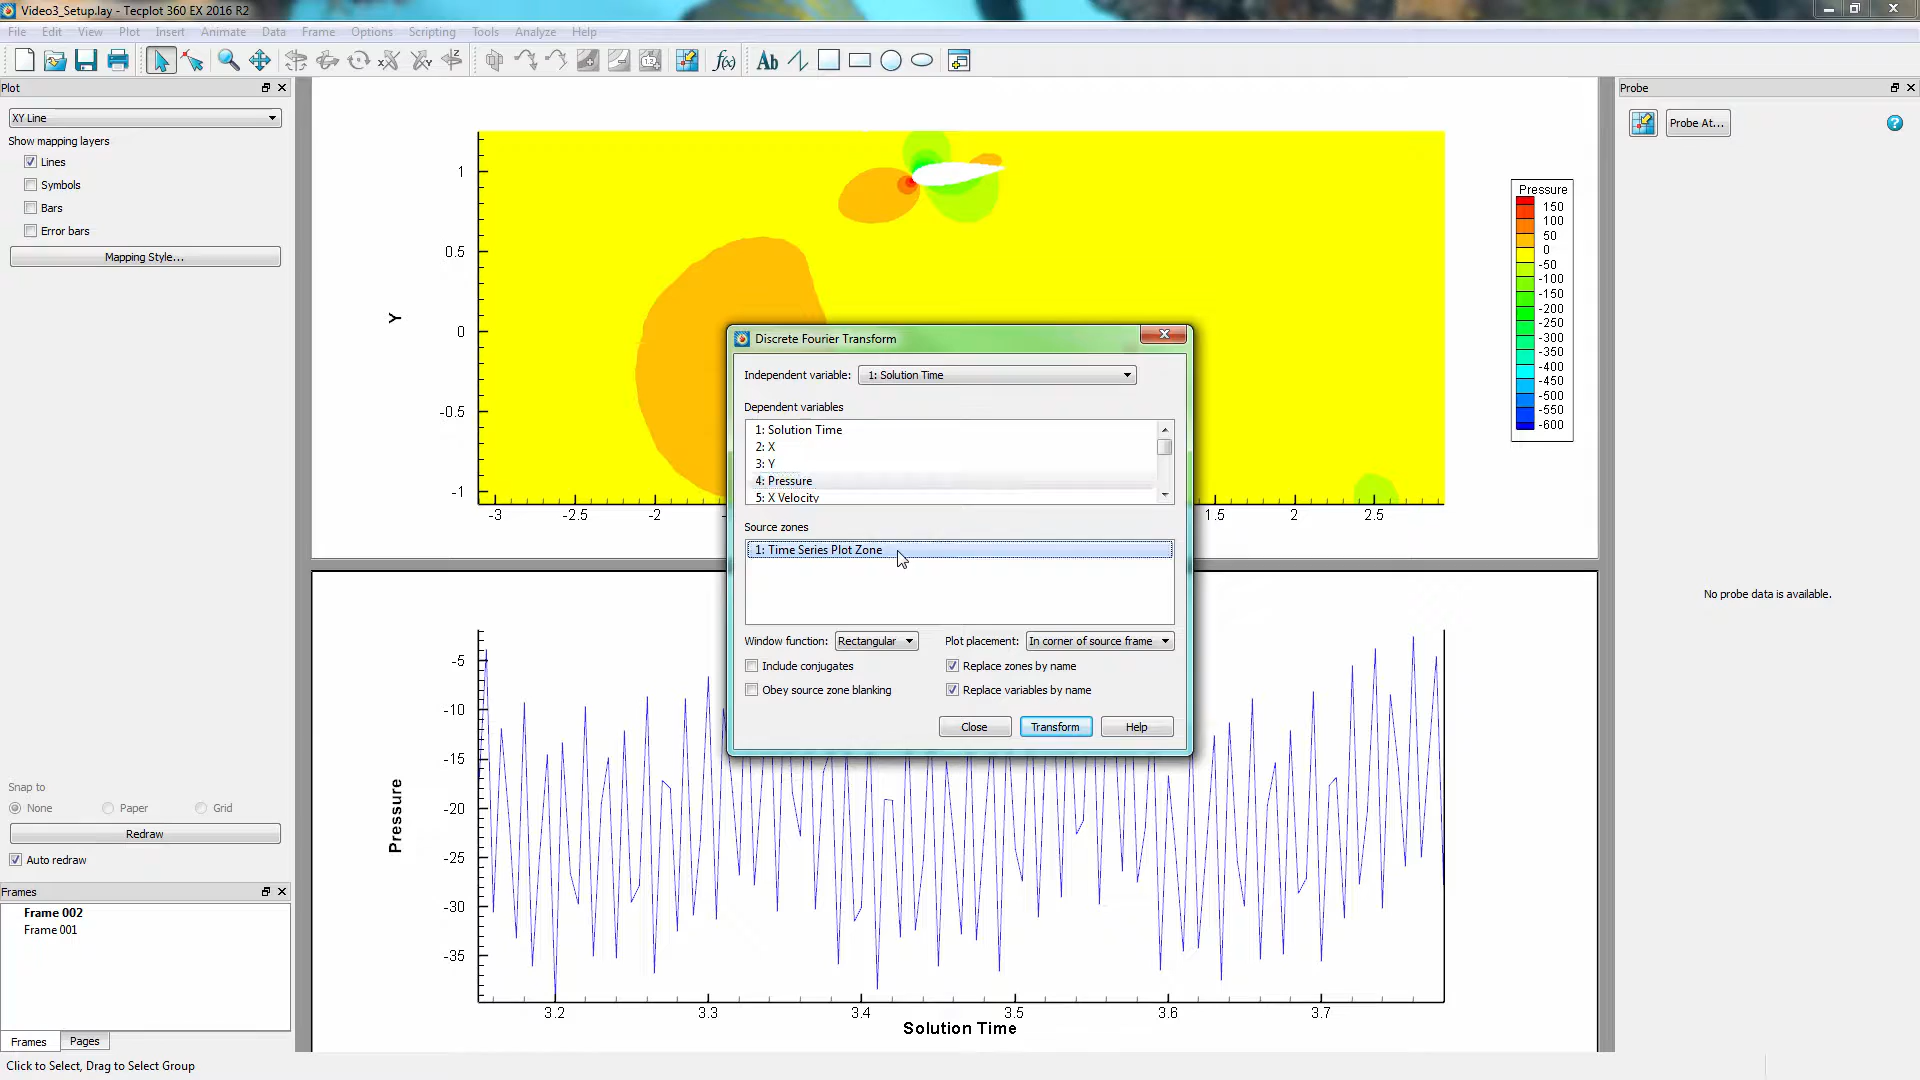 Video3_Setup.lay - Tecplot 360 EX 2016 R2
File Edit View Plot Insert Animate Data Frame Options Scripting Tools Analyze Help
Plot
XY Line
Show mapping layers
Lines
Symbols
Bars
Error bars
Mapping Style...
Snap to
None Paper Grid
Redraw
Auto redraw
Frames
Frame 002
Frame 001
Frames Pages
Click to Select, Drag to Select Group
f(x) Ab
Y
1
0.5
0
-0.5
-1
-3 -2.5 -2 1.5 2 2.5
Pressure
150
100
50
0
-50
-100
-150
-200
-250
-300
-350
-400
-450
-500
-550
-600
Discrete Fourier Transform
Independent variable: 1: Solution Time
Dependent variables
1: Solution Time
2: X
3: Y
4: Pressure
5: X Velocity
Source zones
1: Time Series Plot Zone
Window function: Rectangular Plot placement: In corner of source frame
Include conjugates Replace zones by name
Obey source zone blanking Replace variables by name
Close Transform Help
Pressure
-5
-10
-15
-20
-25
-30
-35
3.2 3.3 3.4 3.5 3.6 3.7
Solution Time
Probe
Probe At...
No probe data is available.